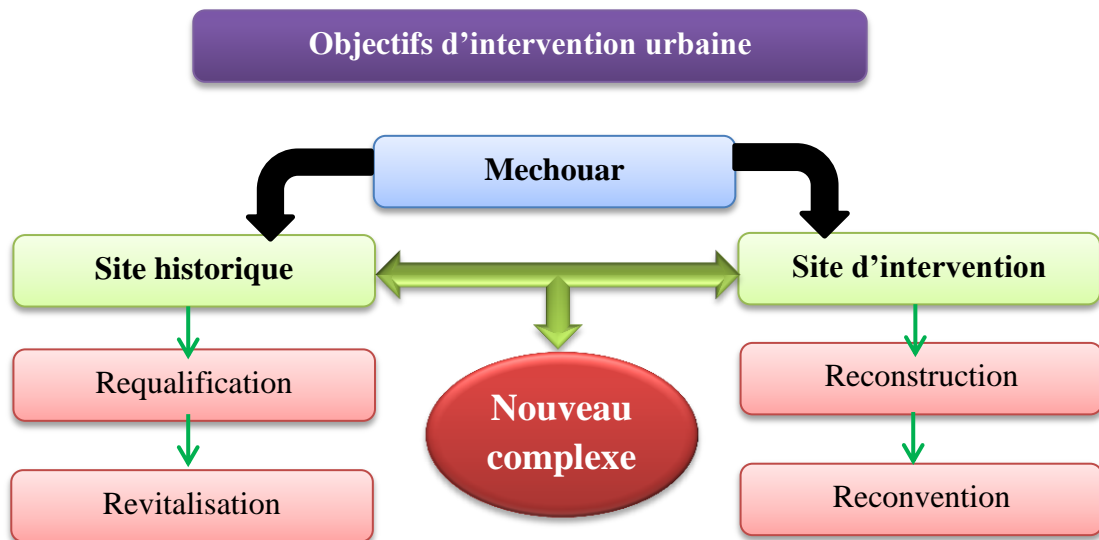 Objectifs d'intervention urbaine
Mechouar
Site historique
Site d'intervention
Requalification
Reconstruction
Nouveau
complexe
Revitalisation
Reconvention